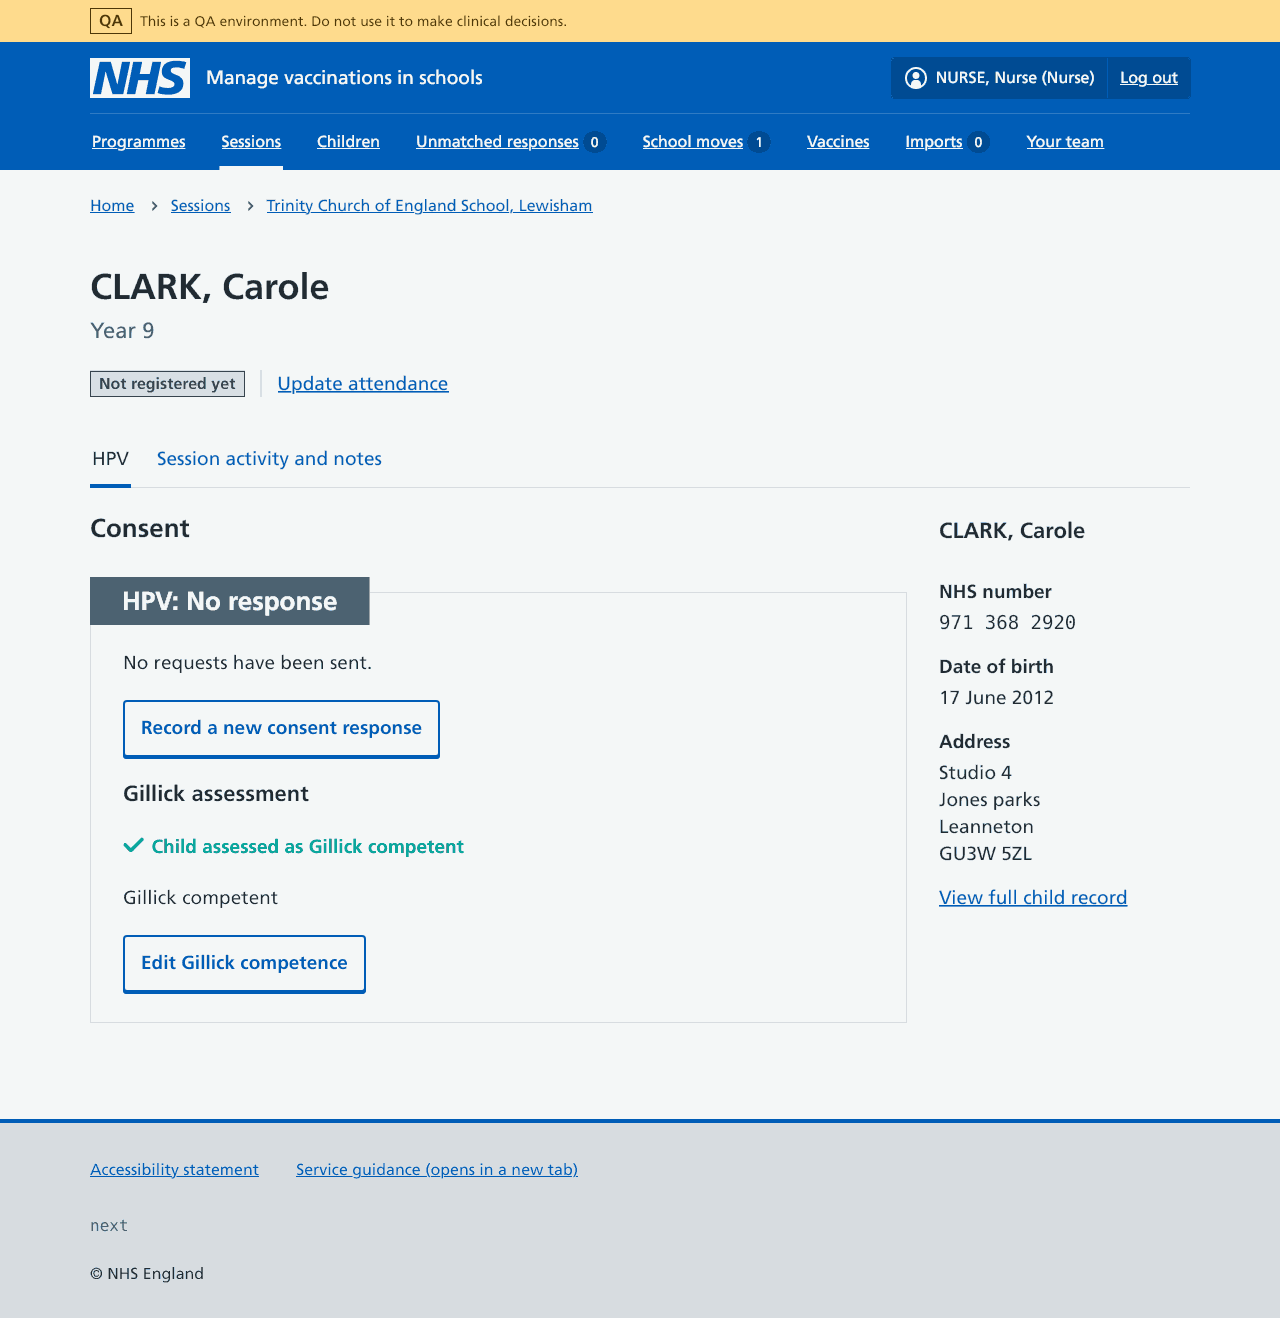 QA This is a QA environment. Do not use it to make clinical decisions.
NHS Manage vaccinations in schools NURSE, Nurse (Nurse) Log out
Programmes Sessions Children Unmatched responses 0 School moves 1 Vaccines Imports 0 Your team
Home Sessions Trinity Church of England School, Lewisham
CLARK, Carole
Year 9
Not registered yet Update attendance
HPV Session activity and notes
Consent
HPV: No response
No requests have been sent.
Record a new consent response
Gillick assessment
Child assessed as Gillick competent
Gillick competent
Edit Gillick competence
CLARK, Carole
NHS number
971 368 2920
Date of birth
17 June 2012
Address
Studio 4
Jones parks
Leanneton
GU3W 5ZL
View full child record
Accessibility statement Service guidance (opens in a new tab)
next
© NHS England